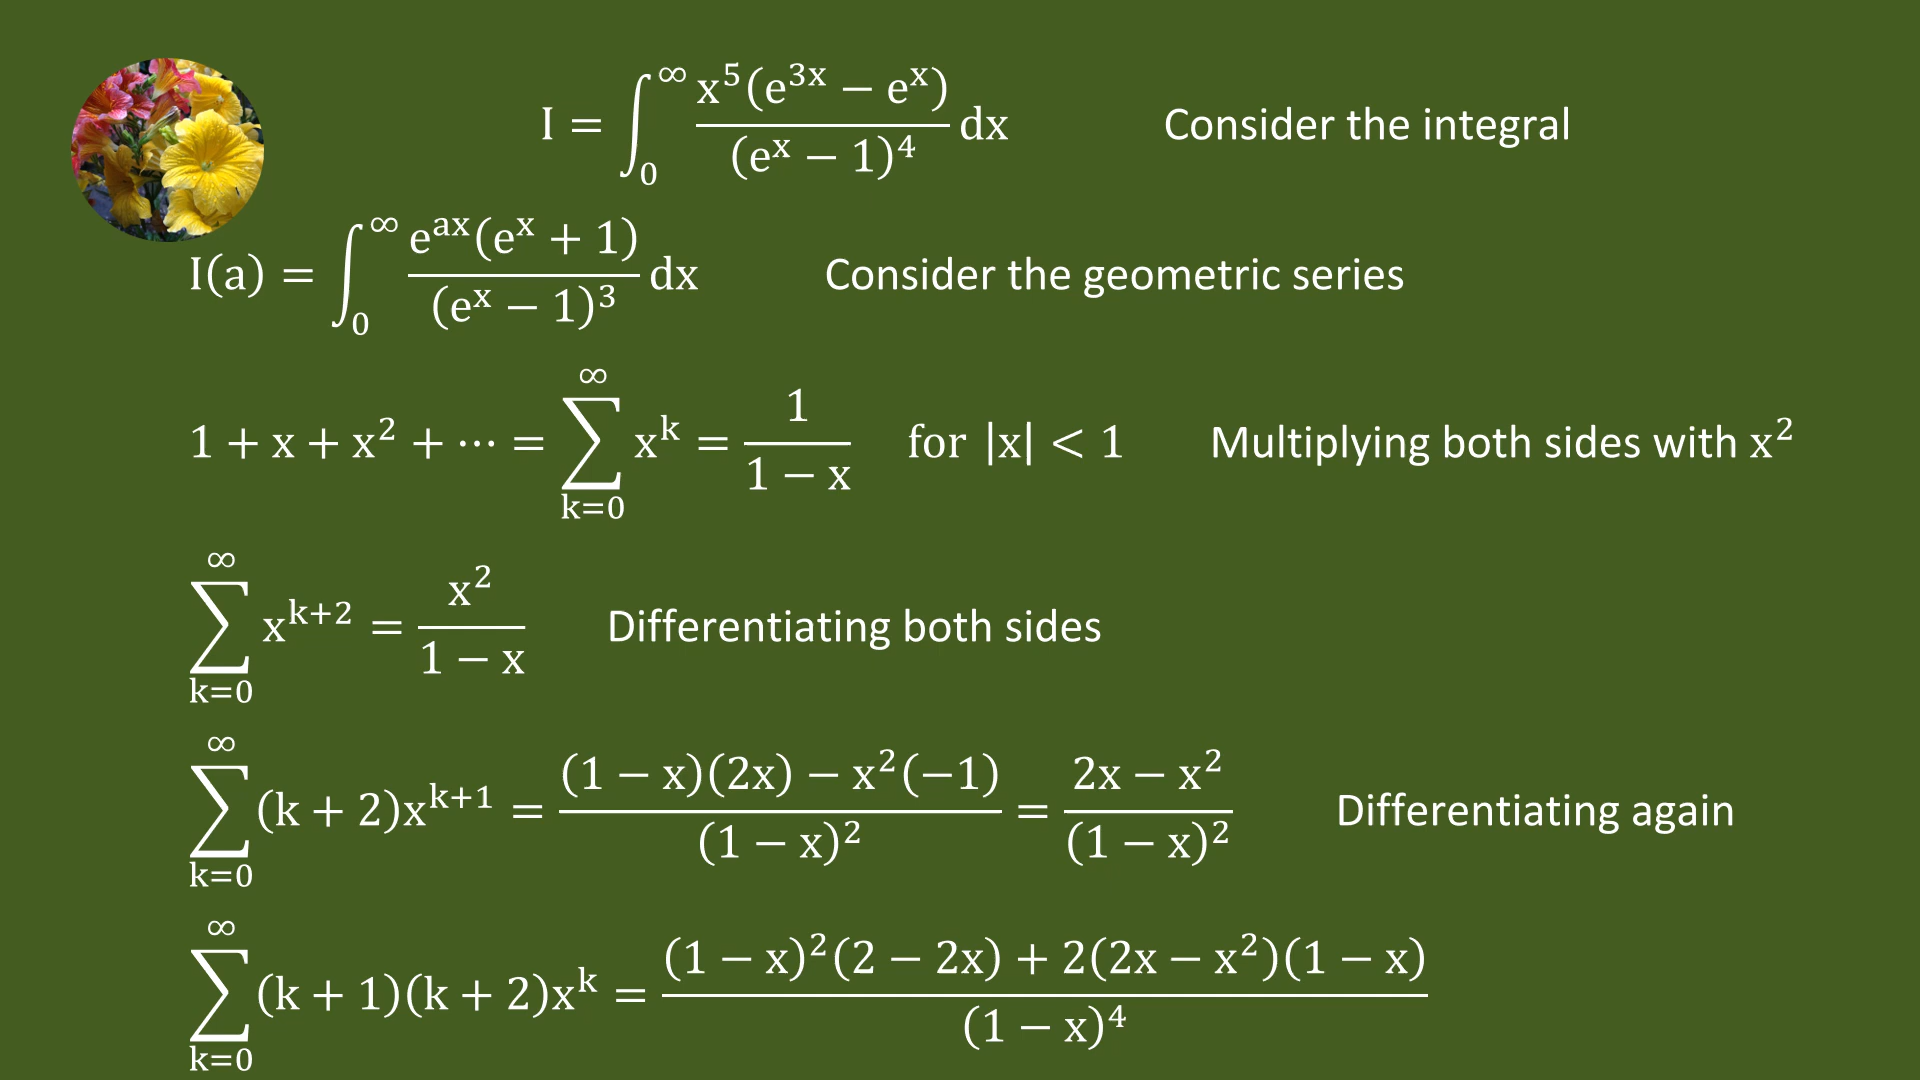 I = ∫₀^∞ x⁵(e³ˣ − eˣ)/(eˣ − 1)⁴ dx Consider the integral
I(a) = ∫₀^∞ eᵃˣ(eˣ + 1)/(eˣ − 1)³ dx Consider the geometric series
1 + x + x² + ⋯ = ∑_{k=0}^∞ xᵏ = 1/(1 − x) for |x| < 1 Multiplying both sides with x²
∑_{k=0}^∞ xᵏ⁺² = x²/(1 − x) Differentiating both sides
∑_{k=0}^∞ (k + 2)xᵏ⁺¹ = ((1 − x)(2x) − x²(−1))/(1 − x)² = (2x − x²)/(1 − x)² Differentiating again
∑_{k=0}^∞ (k + 1)(k + 2)xᵏ = ((1 − x)²(2 − 2x) + 2(2x − x²)(1 − x))/(1 − x)⁴